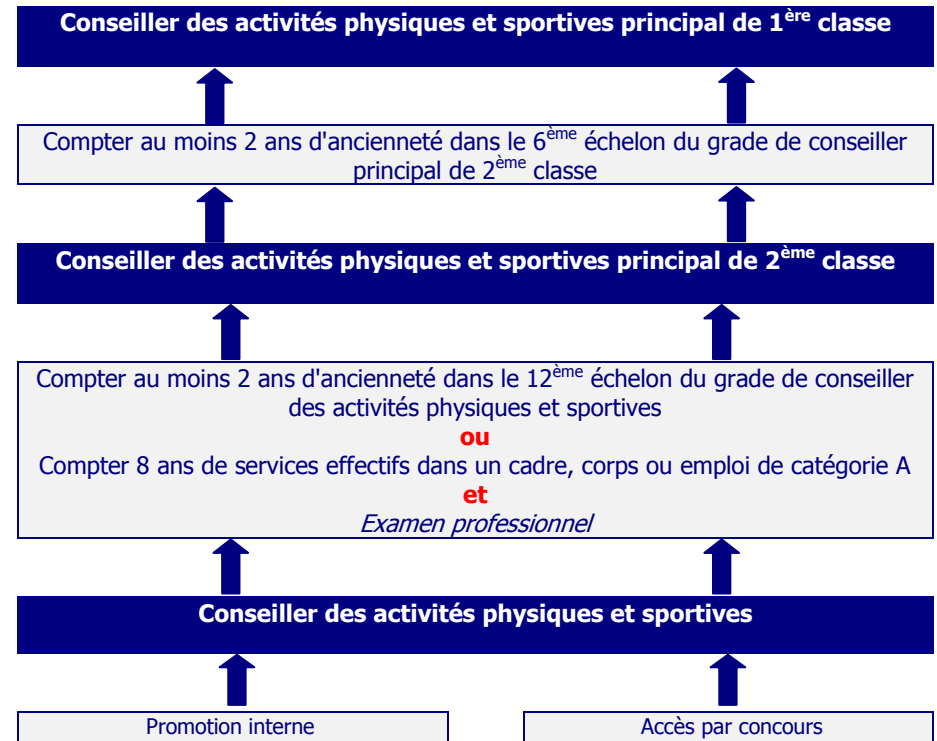 Conseiller des activités physiques et sportives principal de 1ère classe
Compter au moins 2 ans d'ancienneté dans le 6ème échelon du grade de conseiller
principal de 2ème classe
Conseiller des activités physiques et sportives principal de 2ème classe
Compter au moins 2 ans d'ancienneté dans le 12ème échelon du grade de conseiller
des activités physiques et sportives
ou
Compter 8 ans de services effectifs dans un cadre, corps ou emploi de catégorie A
et
Examen professionnel
Conseiller des activités physiques et sportives
Promotion interne
Accès par concours